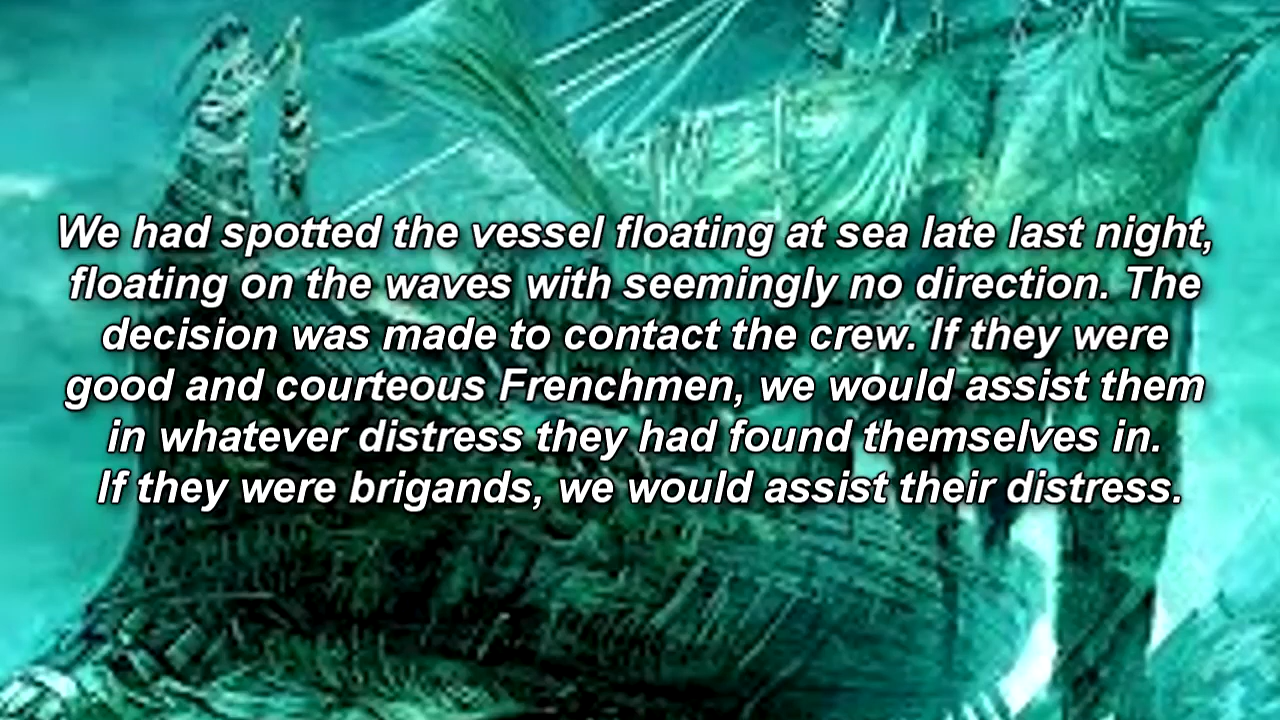 We had spotted the vessel floating at sea late last night,
floating on the waves with seemingly no direction. The
decision was made to contact the crew. If they were
good and courteous Frenchmen, we would assist them
in whatever distress they had found themselves in.
If they were brigands, we would assist their distress.